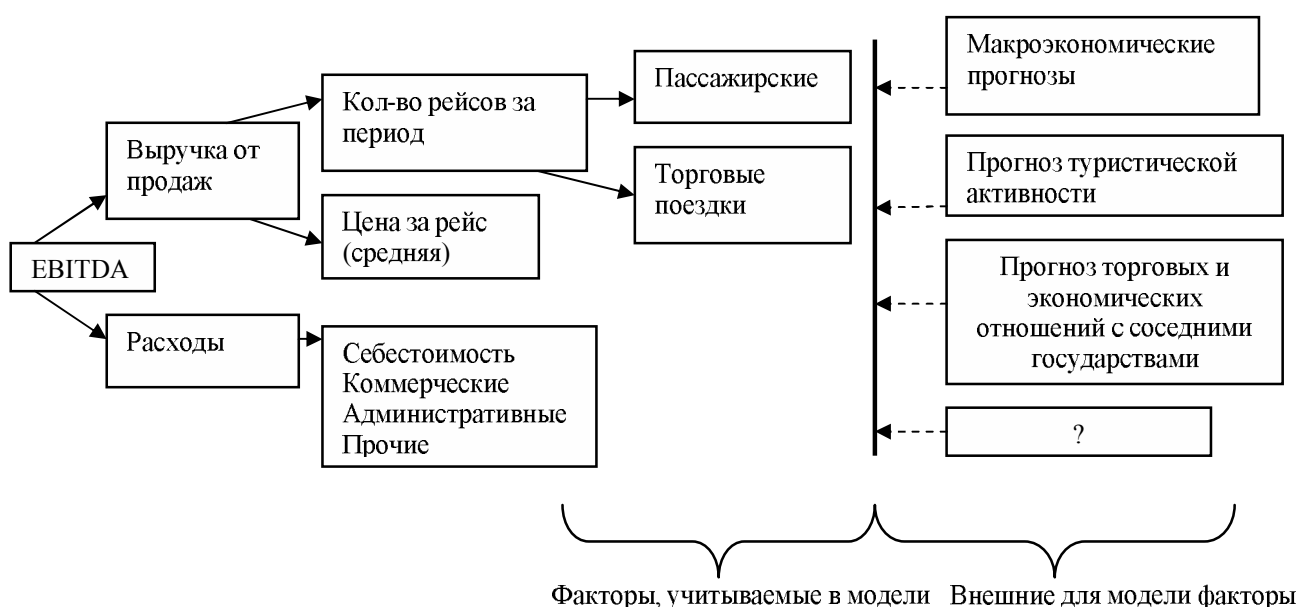 EBITDA
Выручка от
продаж
Расходы
Кол-во рейсов за
период
Цена за рейс
(средняя)
Себестоимость
Коммерческие
Административные
Прочие
Пассажирские
Торговые
поездки
Макроэкономические
прогнозы
Прогноз туристической
активности
Прогноз торговых и
экономических
отношений с соседними
государствами
?
Факторы, учитываемые в модели
Внешние для модели факторы